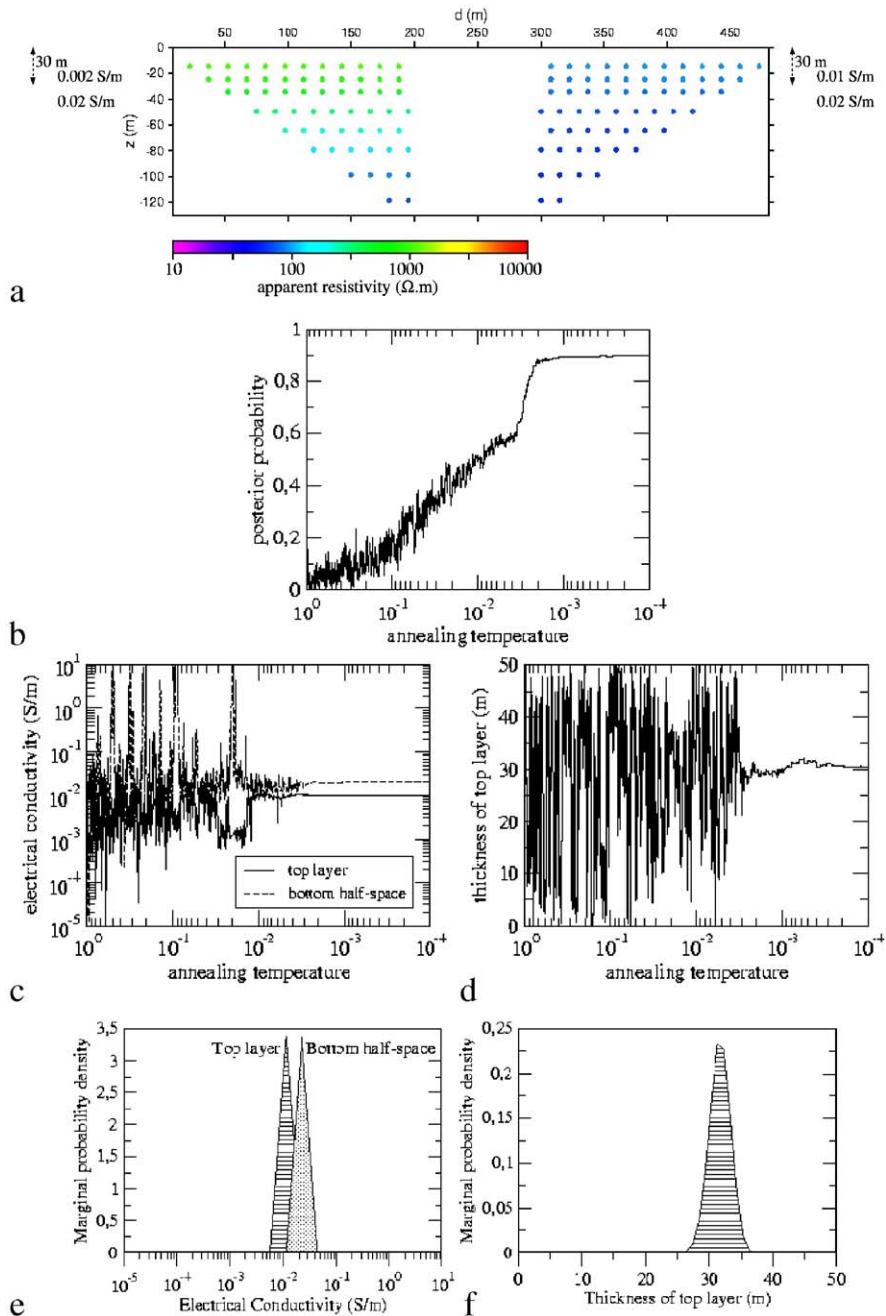 d (m)
50 100 150 200 250 300 350 400 450
30 m
0.002 S/m
0.02 S/m
z (m)
0
-20
-40
-60
-80
-100
-120
30 m
0.01 S/m
0.02 S/m
10 100 1000 10000
apparent resistivity (Ω.m)
a
posterior probability
1
0,8
0,6
0,4
0,2
0
10^0 10^-1 10^-2 10^-3 10^-4
annealing temperature
b
electrical conductivity (S/m)
10^1
10^0
10^-1
10^-2
10^-3
10^-4
10^-5
top layer
bottom half-space
10^0 10^-1 10^-2 10^-3 10^-4
annealing temperature
c
thickness of top layer (m)
50
40
30
20
10
0
10^0 10^-1 10^-2 10^-3 10^-4
annealing temperature
d
Marginal probability density
3,5
3
2,5
2
1,5
1
0,5
0
Top layer
Bottom half-space
10^-5 10^-4 10^-3 10^-2 10^-1 10^0 10^1
Electrical Conductivity (S/m)
e
Marginal probability density
0,25
0,2
0,15
0,1
0,05
0
0 10 20 30 40 50
Thickness of top layer (m)
f